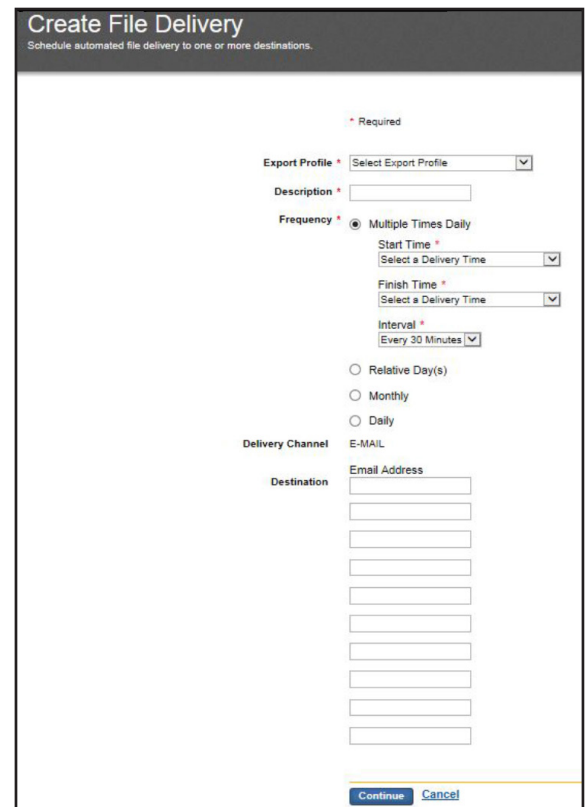 Create File Delivery
Schedule automated file delivery to one or more destinations.
* Required
Export Profile * Select Export Profile
Description *
Frequency * Multiple Times Daily
Start Time *
Select a Delivery Time
Finish Time *
Select a Delivery Time
Interval *
Every 30 Minutes
Relative Day(s)
Monthly
Daily
Delivery Channel E-MAIL
Email Address
Destination
Continue Cancel